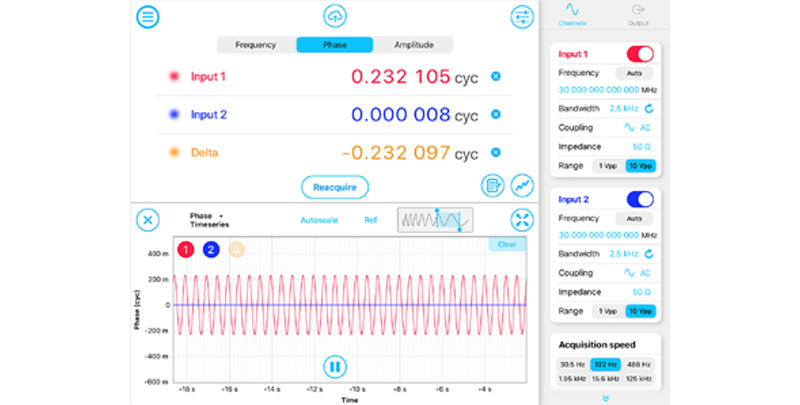 Frequency Phase Amplitude
Input 1 0.232 105 cyc
Input 2 0.000 008 cyc
Delta -0.232 097 cyc
Reacquire
Phase
Timeseries
Autoscale Ref
Clear
1 2 Δ
Phase (cyc)
400 m
200 m
0
-200 m
-400 m
-600 m
-18 s -16 s -14 s -12 s -10 s -8 s -6 s -4 s
Time
Channels Output
Input 1
Frequency Auto
30.000 000 000 000 MHz
Bandwidth 2.5 kHz
Coupling AC
Impedance 50 Ω
Range 1 Vpp 10 Vpp
Input 2
Frequency Auto
30.000 000 000 000 MHz
Bandwidth 2.5 kHz
Coupling AC
Impedance 50 Ω
Range 1 Vpp 10 Vpp
Acquisition speed
30.5 Hz 122 Hz 488 Hz
1.95 kHz 15.6 kHz 125 kHz